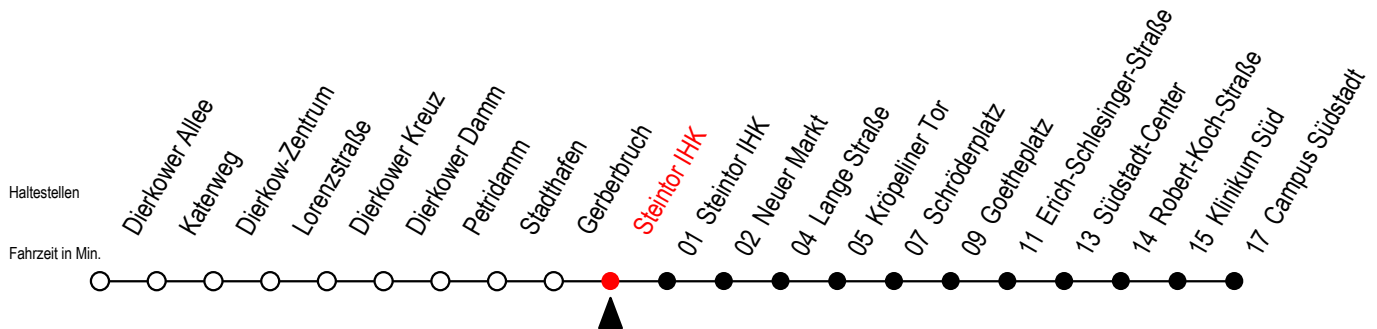 Haltestellen
Fahrzeit in Min.
Dierkower Allee
Katerweg
Dierkow-Zentrum
Lorenzstraße
Dierkower Kreuz
Dierkower Damm
Petridamm
Stadthafen
Gerberbruch
Steintor IHK
01 Steintor IHK
02 Neuer Markt
04 Lange Straße
05 Kröpeliner Tor
07 Schröderplatz
09 Goetheplatz
11 Erich-Schlesinger-Straße
13 Südstadt-Center
14 Robert-Koch-Straße
15 Klinikum Süd
17 Campus Südstadt